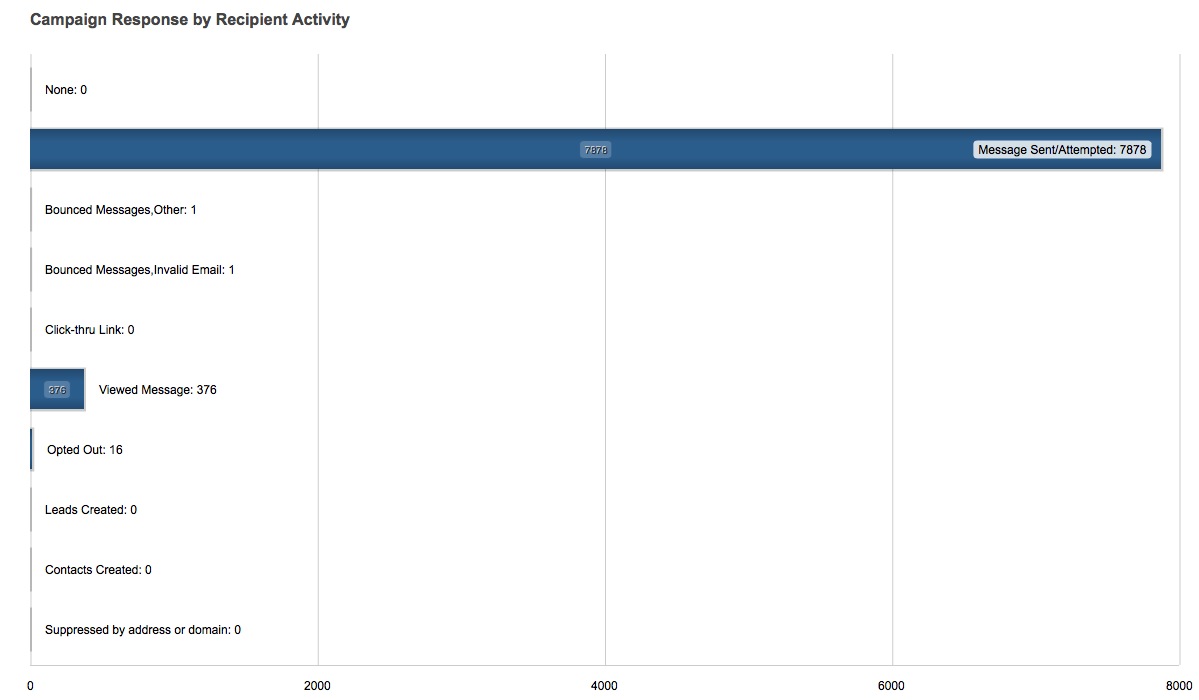 Campaign Response by Recipient Activity
None: 0
7878
Message Sent/Attempted: 7878
Bounced Messages,Other: 1
Bounced Messages,Invalid Email: 1
Click-thru Link: 0
376
Viewed Message: 376
Opted Out: 16
Leads Created: 0
Contacts Created: 0
Suppressed by address or domain: 0
0 2000 4000 6000 8000